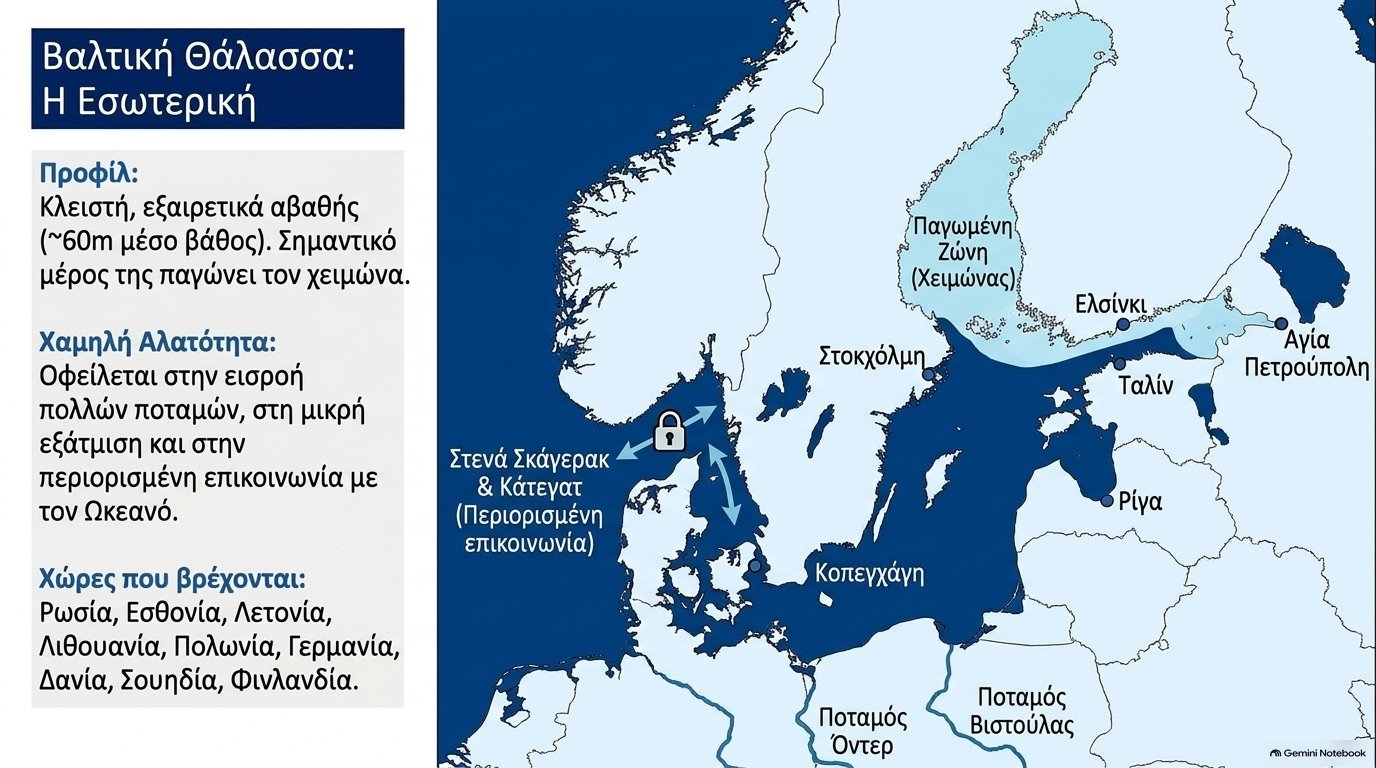 Βαλτική Θάλασσα:
Η Εσωτερική
Προφίλ:
Κλειστή, εξαιρετικά αβαθής
(~60m μέσο βάθος). Σημαντικό
μέρος της παγώνει τον χειμώνα.
Χαμηλή Αλατότητα:
Οφείλεται στην εισροή
πολλών ποταμών, στη μικρή
εξάτμιση και στην
περιορισμένη επικοινωνία με
τον Ωκεανό.
Χώρες που βρέχονται:
Ρωσία, Εσθονία, Λετονία,
Λιθουανία, Πολωνία, Γερμανία,
Δανία, Σουηδία, Φινλανδία.
Παγωμένη
Ζώνη
(Χειμώνας)
Ελσίνκι
Αγία
Πετρούπολη
Στοκχόλμη
Ταλίν
Στενά Σκάγερακ
& Κάτεγατ
(Περιορισμένη
επικοινωνία)
Ρίγα
Κοπεγχάγη
Ποταμός
Όντερ
Ποταμός
Βιστούλας
Gemini Notebook